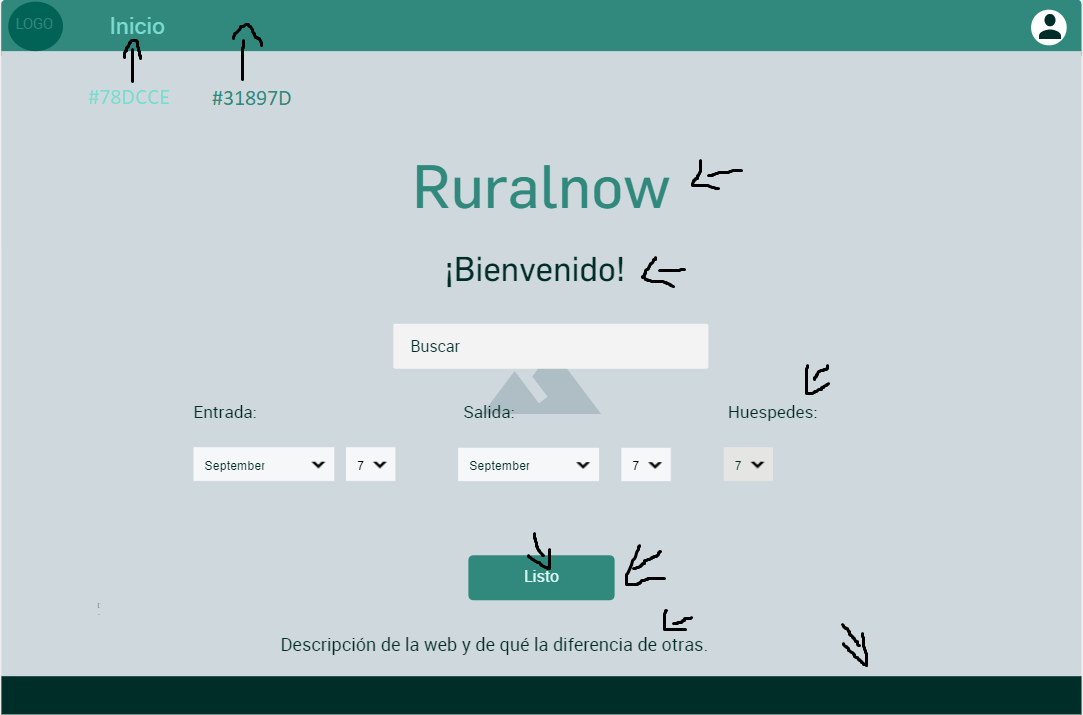 LOGO
Inicio
#78DCCE #31897D
Ruralnow
¡Bienvenido!
Buscar
Entrada: Salida: Huespedes:
September 7 September 7 7
Listo
Descripción de la web y de qué la diferencia de otras.